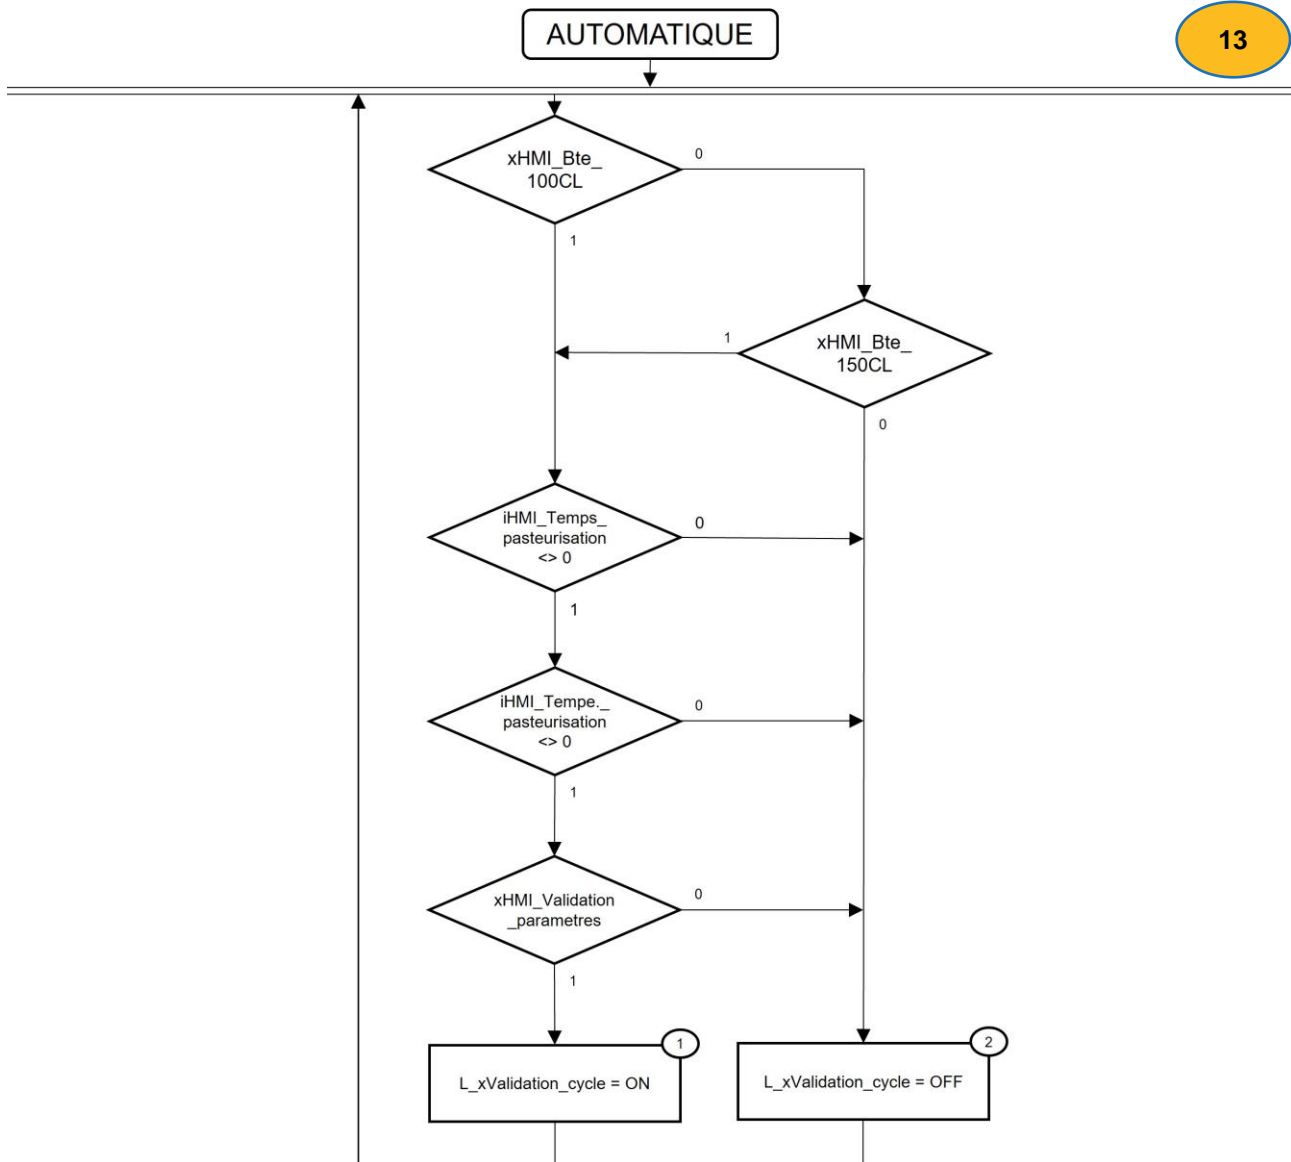 AUTOMATIQUE
13
xHMI_Bte_
100CL
0
1
xHMI_Bte_
150CL
1
0
iHMI_Temps_
pasteurisation
<> 0
0
1
iHMI_Tempe._
pasteurisation
<> 0
0
1
xHMI_Validation
_parametres
0
1
1
L_xValidation_cycle = ON
2
L_xValidation_cycle = OFF